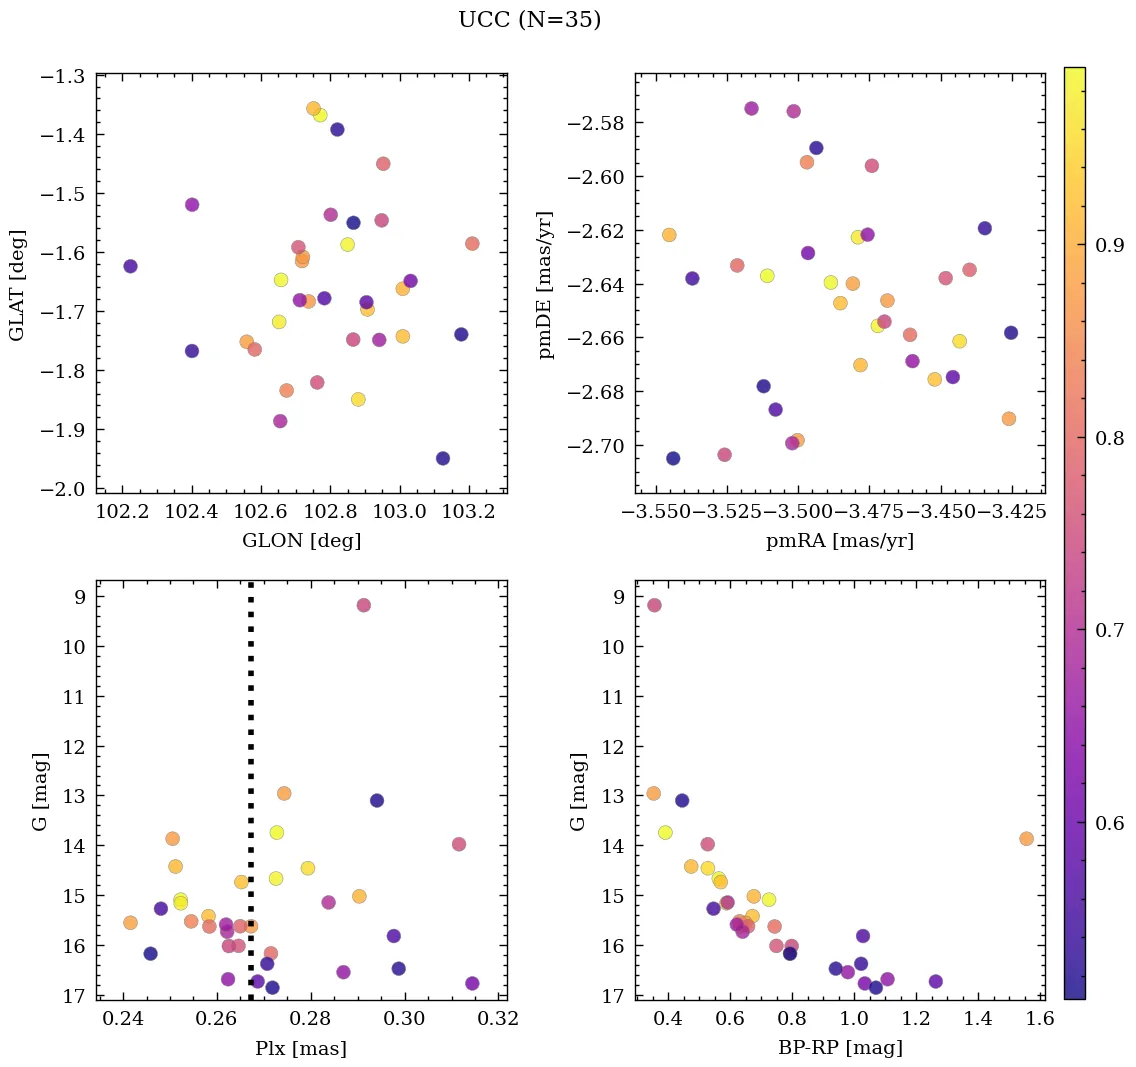 UCC (N=35)
−1.3
−1.4
−1.5
−1.6
−1.7
−1.8
−1.9
−2.0
GLAT [deg]
102.2 102.4 102.6 102.8 103.0 103.2
GLON [deg]
−2.58
−2.60
−2.62
−2.64
−2.66
−2.68
−2.70
pmDE [mas/yr]
−3.550 −3.525 −3.500 −3.475 −3.450 −3.425
pmRA [mas/yr]
9
10
11
12
13
14
15
16
17
G [mag]
0.24 0.26 0.28 0.30 0.32
Plx [mas]
9
10
11
12
13
14
15
16
17
G [mag]
0.4 0.6 0.8 1.0 1.2 1.4 1.6
BP-RP [mag]
0.9
0.8
0.7
0.6